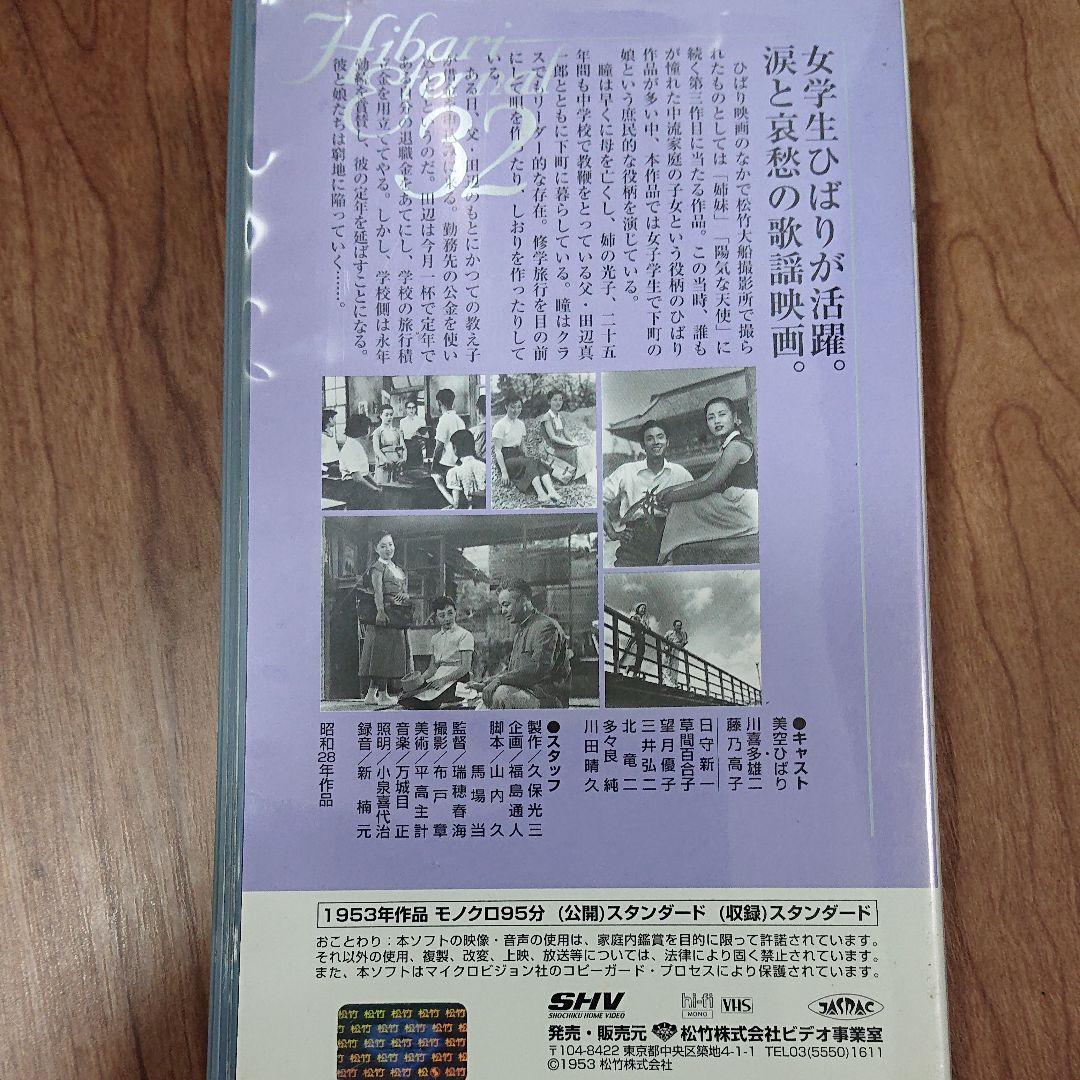 Hibari
Eternal
32
女学生ひばりが活躍。
涙と哀愁の歌謡映画。
ひばり映画のなかで松竹大船撮影所で撮ら
れたものとしては「姉妹」「陽気な天使」に
続く第三作目に当たる作品。この当時、誰も
が憧れた中流家庭の子女という役柄のひばり
作品が多い中、本作品では女子学生で下町の
娘という庶民的な役柄を演じている。
瞳は早くに母を亡くし、姉の光子、二十五
年間も中学校で教鞭をとっている父・田辺真
一郎とともに下町に暮らしている。瞳はクラ
スでもリーダー的な存在。修学旅行を目の前
にして唄を作ったり、しおりを作ったりして
いる。
ある日、父・田辺のもとにかつての教え子
る。勤務先の公金を使い
というのだ。田辺は今月一杯で定年で
分の退職金をあてにし、学校の旅行積
金を用立ててやる。しかし、学校側は永年
勤続を賞し、彼の定年を延ばすことになる。
彼と娘たちは窮地に陥っていく……。
●キャスト
美空ひばり
川喜多雄二
藤乃高子
日守新一
草間百合子
望月優子
三井弘二
北竜二
多々良純
川田晴久
●スタッフ
製作/久保光三
企画/福島通人
脚本/山内久
馬場当
監督/瑞穂春海
撮影/布戸章
美術/平高主計
音楽/万城目正
照明/小泉喜代治
録音/新楠元
昭和28年作品
1953年作品 モノクロ95分 (公開)スタンダード (収録)スタンダード
おことわり：本ソフトの映像・音声の使用は、家庭内鑑賞を目的に限って許諾されています。
それ以外の使用、複製、改変、上映、放送等については、法律により固く禁止されています。
また、本ソフトはマイクロビジョン社のコピーガード・プロセスにより保護されています。
SHV
SHOCHIKU HOME VIDEO
hi-fi
MONO
VHS
JASRAC
発売・販売元 松竹株式会社ビデオ事業室
〒104-8422 東京都中央区築地4-1-1 TEL03(5550)1611
©1953 松竹株式会社
松竹 松竹 松竹 松竹 松竹